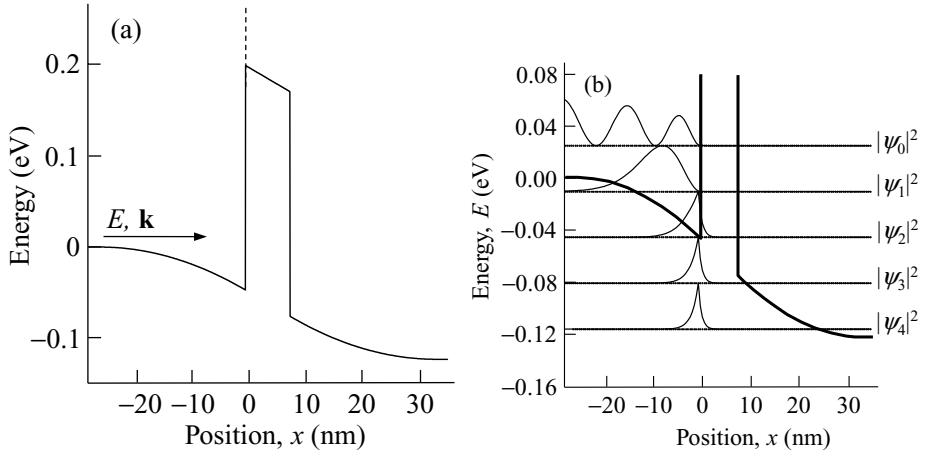 (a)
Energy (eV)
0.2
0.1
0
−0.1
E, k
−20 −10 0 10 20 30
Position, x (nm)
(b)
Energy, E (eV)
0.08
0.04
0.00
−0.04
−0.08
−0.12
−0.16
|ψ₀|²
|ψ₁|²
|ψ₂|²
|ψ₃|²
|ψ₄|²
−20 −10 0 10 20 30
Position, x (nm)